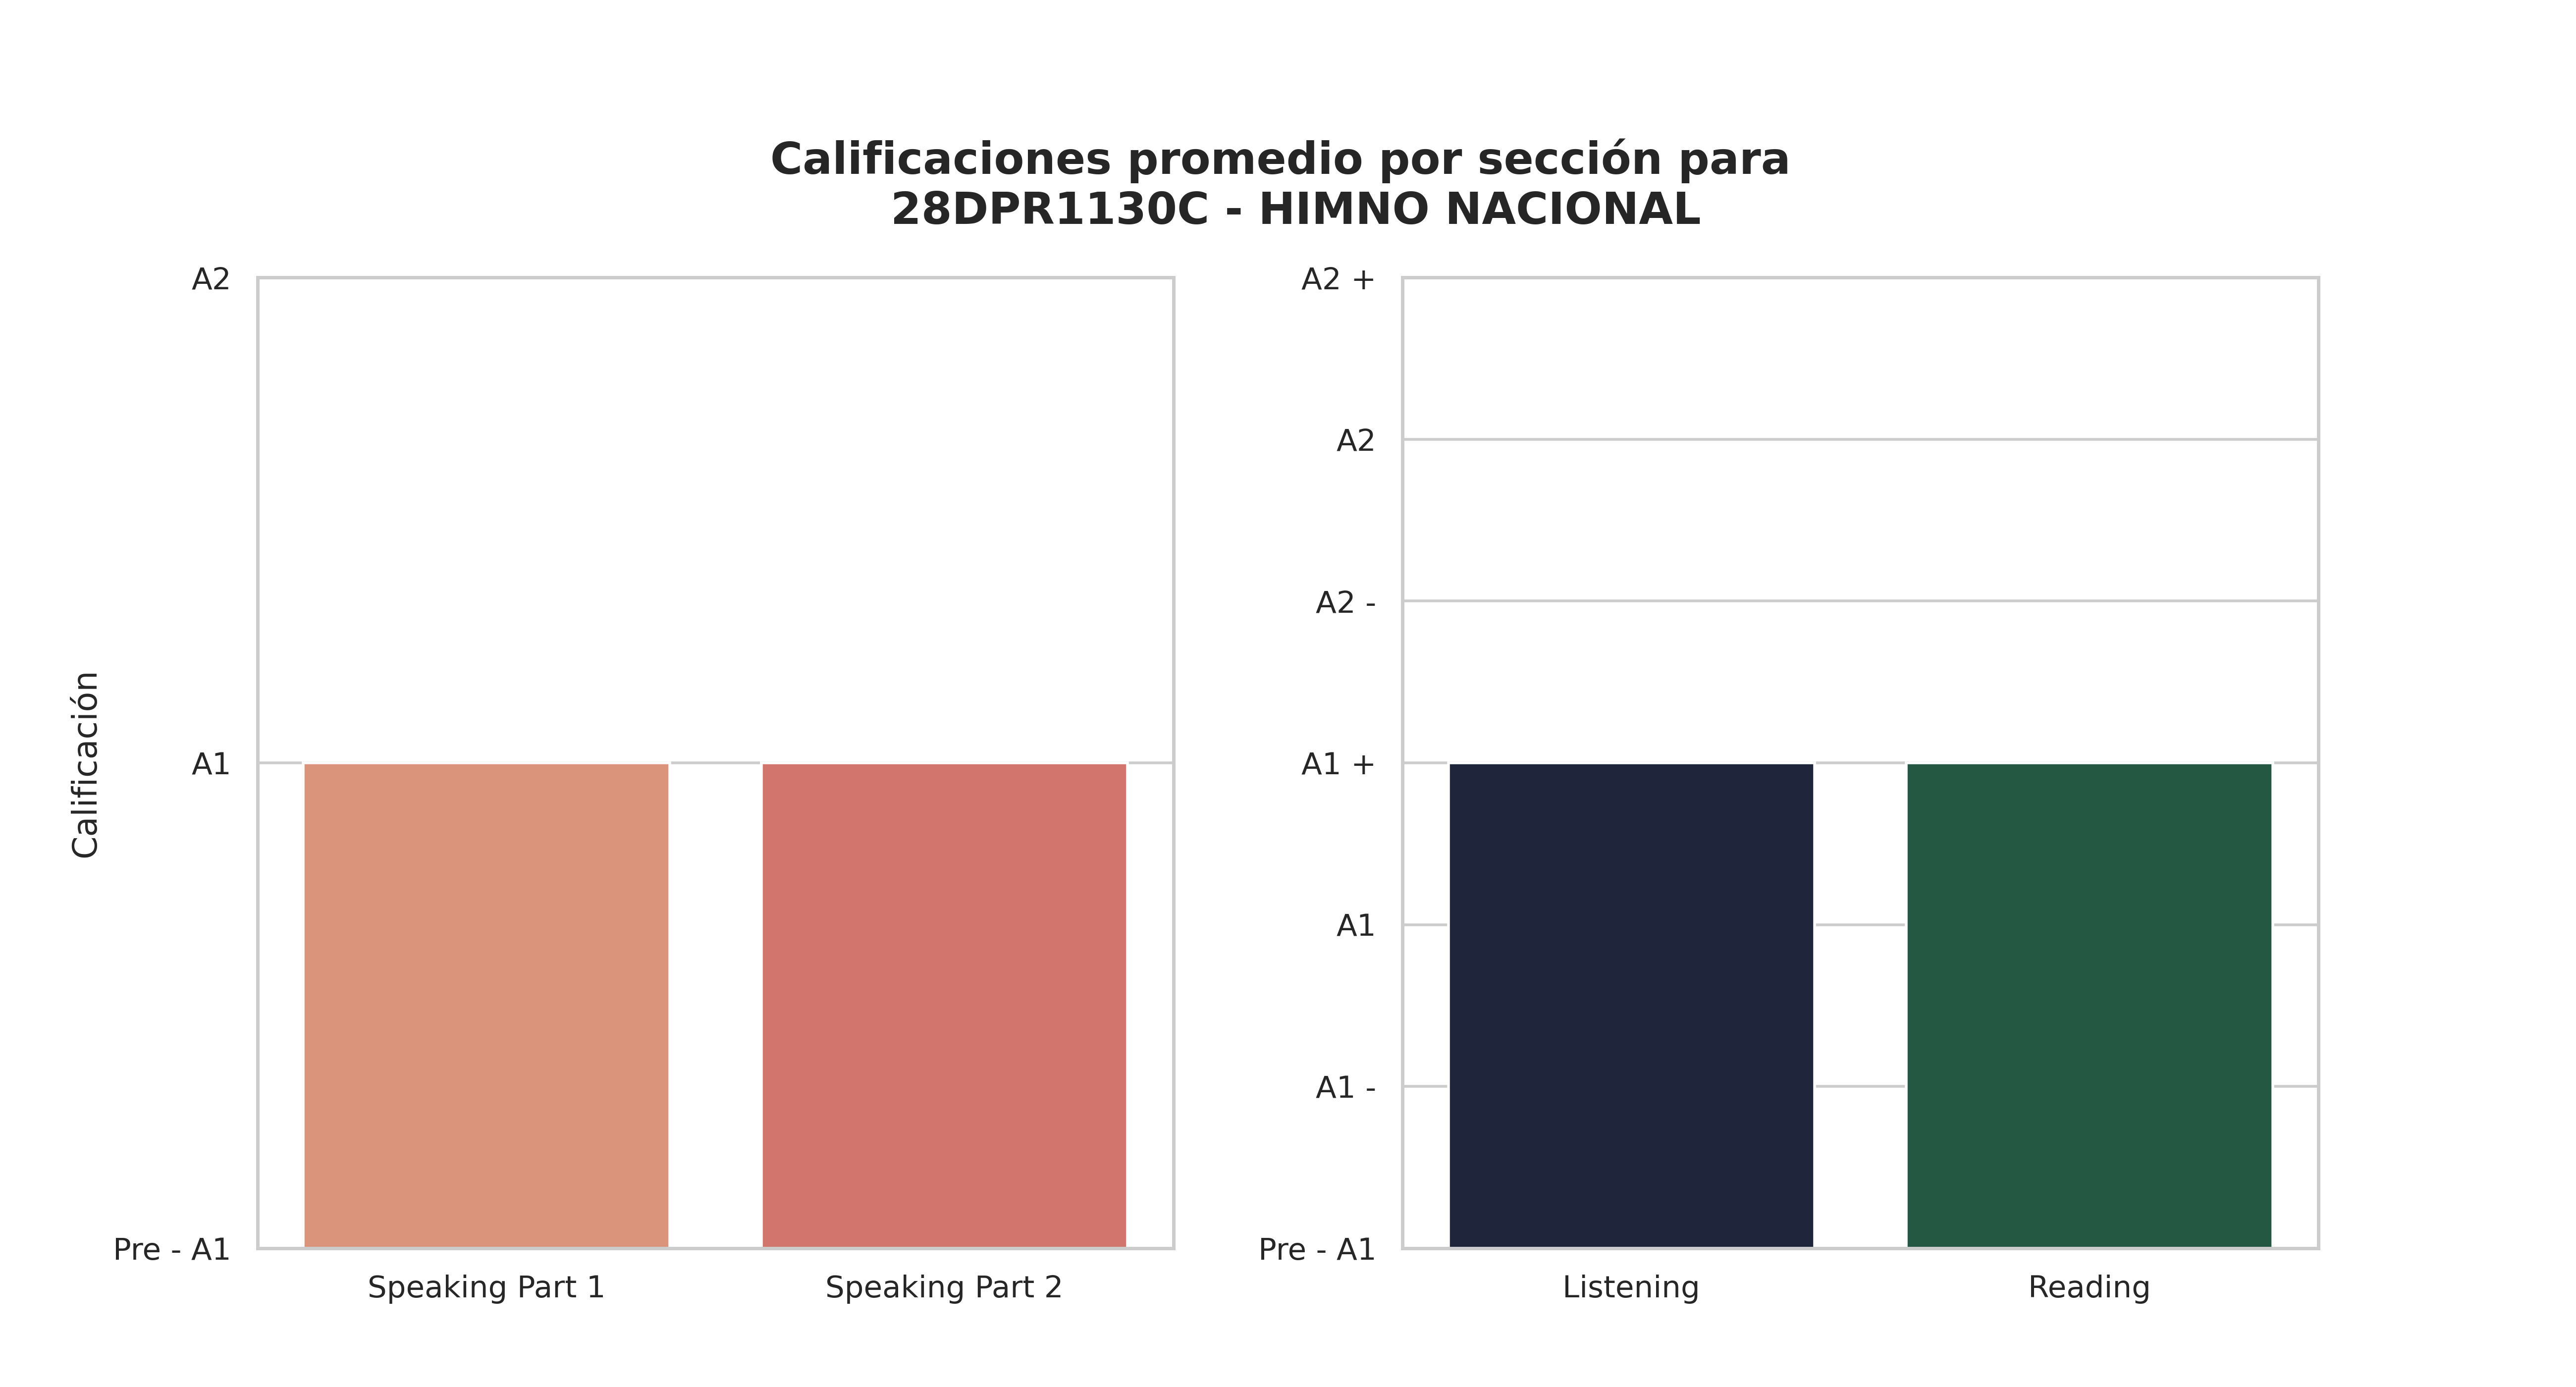 Calificaciones promedio por sección para
28DPR1130C - HIMNO NACIONAL
Calificación
A2
A1
Pre - A1
Speaking Part 1
Speaking Part 2
A2 +
A2
A2 -
A1 +
A1
A1 -
Pre - A1
Listening
Reading